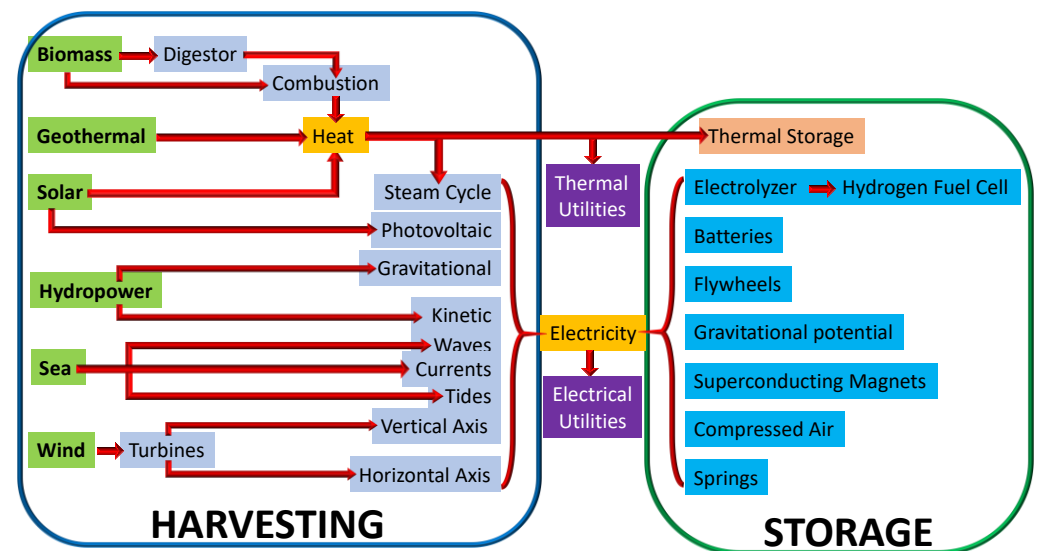 Biomass
Digestor
Combustion
Geothermal
Heat
Thermal Storage
Solar
Steam Cycle
Thermal
Utilities
Electrolyzer
Hydrogen Fuel Cell
Photovoltaic
Batteries
Gravitational
Flywheels
Hydropower
Kinetic
Electricity
Gravitational potential
Waves
Sea
Currents
Superconducting Magnets
Tides
Electrical
Utilities
Vertical Axis
Compressed Air
Wind
Turbines
Horizontal Axis
Springs
HARVESTING
STORAGE